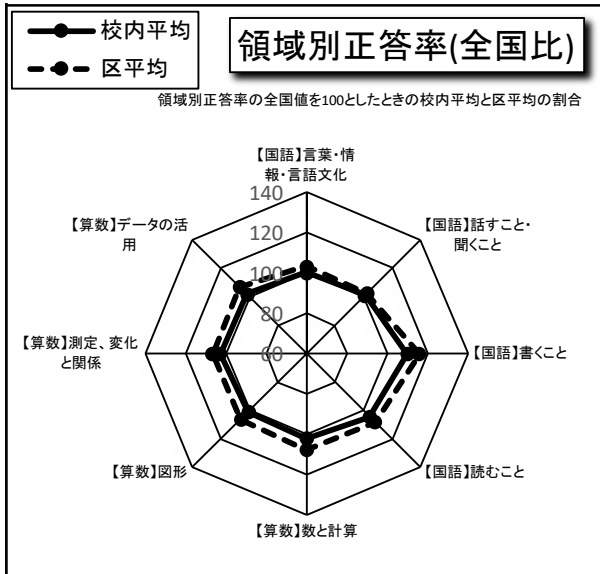 校内平均
区平均
領域別正答率(全国比)
領域別正答率の全国値を100としたときの校内平均と区平均の割合
【国語】言葉・情
報・言語文化
140
120
100
80
60
【国語】話すこと・
聞くこと
【国語】書くこと
【国語】読むこと
【算数】数と計算
【算数】図形
【算数】測定、変化
と関係
【算数】データの活
用